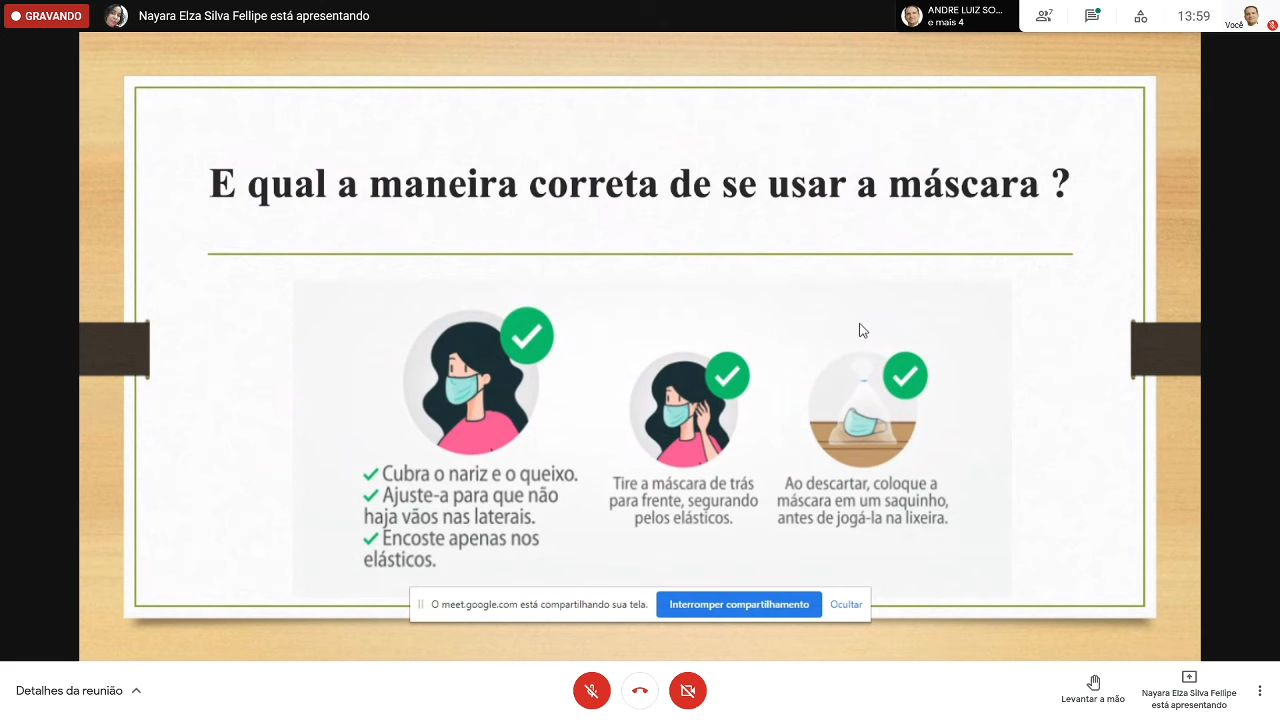 GRAVANDO
Nayara Elza Silva Fellipe está apresentando
ANDRE LUIZ SO...
e mais 4
7
13:59
Você
E qual a maneira correta de se usar a máscara ?
Cubra o nariz e o queixo.
Ajuste-a para que não
haja vãos nas laterais.
Encoste apenas nos
elásticos.
Tire a máscara de trás
para frente, segurando
pelos elásticos.
Ao descartar, coloque a
máscara em um saquinho,
antes de jogá-la na lixeira.
O meet.google.com está compartilhando sua tela.
Interromper compartilhamento
Ocultar
Detalhes da reunião
Levantar a mão
Nayara Elza Silva Fellipe
está apresentando